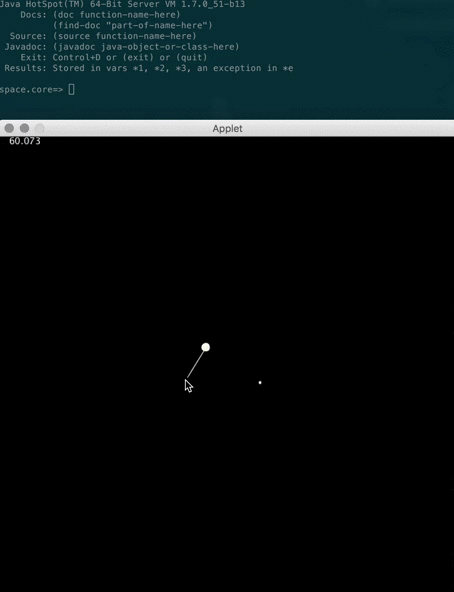 Java HotSpot(TM) 64-Bit Server VM 1.7.0_51-b13
Docs: (doc function-name-here)
(find-doc "part-of-name-here")
Source: (source function-name-here)
Javadoc: (javadoc java-object-or-class-here)
Exit: Control+D or (exit) or (quit)
Results: Stored in vars *1, *2, *3, an exception in *e
space.core=>
Applet
60.073